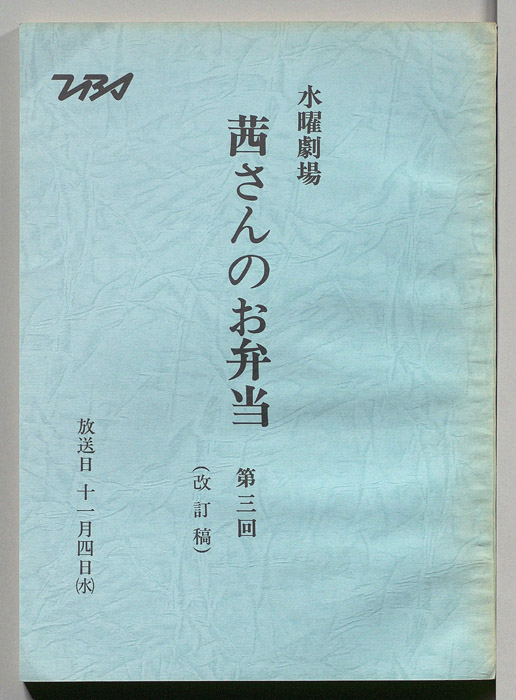 水曜劇場
茜さんのお弁当 第三回
(改訂稿)
TBS
放送日 十一月四日(水)